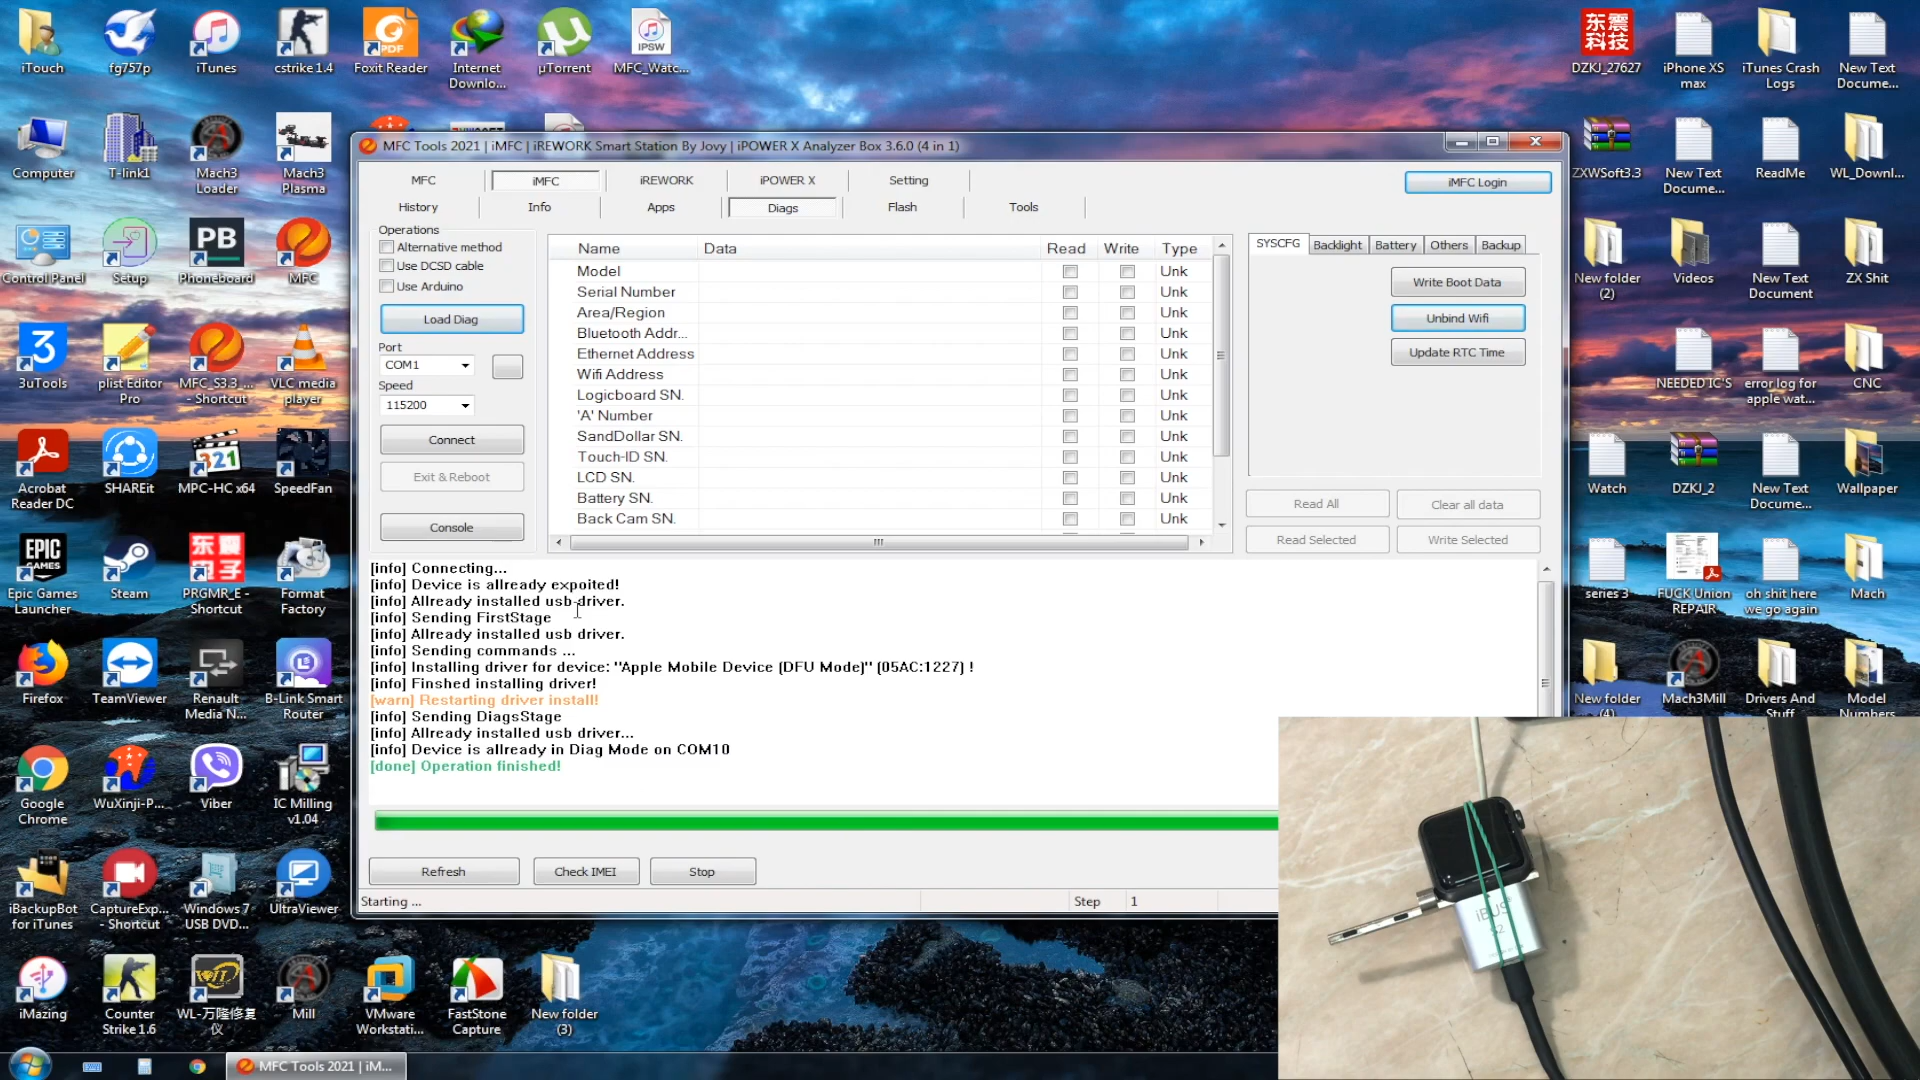 iTouch
fg757p
iTunes
cstrike 1.4
Foxit Reader
Internet
Downlo...
µTorrent
IPSW
MFC_Watc...
东震
科技
DZKJ_27627
iPhone XS
max
iTunes Crash
Logs
New Text
Docume...
Computer
T-link1
Mach3
Loader
Mach3
Plasma
ZXWSoft3.3
New Text
Docume...
ReadMe
WL_Downl...
Control Panel
Setup
PB
Phoneboard
MFC
New folder
(2)
Videos
New Text
Document
ZX Shit
3uTools
plist Editor
Pro
MFC_S3.3_...
- Shortcut
VLC media
player
NEEDED IC'S
error log for
apple wat...
CNC
Acrobat
Reader DC
SHAREit
321
MPC-HC x64
SpeedFan
Watch
DZKJ_2
New Text
Docume...
Wallpaper
EPIC
GAMES
Epic Games
Launcher
Steam
东震
电子
PRGMR_E -
Shortcut
Format
Factory
series 3
FUCK Union
REPAIR
oh shit here
we go again
Mach
Firefox
TeamViewer
Renault
Media N...
B-Link Smart
Router
New folder
(4)
Mach3Mill
Drivers And
Stuff
Model
Numbers
Google
Chrome
WuXinji-P...
Viber
IC Milling
v1.04
iBackupBot
for iTunes
CaptureExp...
- Shortcut
Windows 7
USB DVD...
UltraViewer
iMazing
Counter
Strike 1.6
WL-万隆修复
仪
Mill
VMware
Workstati...
FastStone
Capture
New folder
(3)
MFC Tools 2021 | iMFC | iREWORK Smart Station By Jovy | iPOWER X Analyzer Box 3.6.0 (4 in 1)
MFC
iMFC
iREWORK
iPOWER X
Setting
iMFC Login
History
Info
Apps
Diags
Flash
Tools
Operations
Alternative method
Use DCSD cable
Use Arduino
Load Diag
Port
COM1
Speed
115200
Connect
Exit & Reboot
Console
Name Data Read Write Type
Model Unk
Serial Number Unk
Area/Region Unk
Bluetooth Addr... Unk
Ethernet Address Unk
Wifi Address Unk
Logicboard SN. Unk
'A' Number Unk
SandDollar SN. Unk
Touch-ID SN. Unk
LCD SN. Unk
Battery SN. Unk
Back Cam SN. Unk
SYSCFG
Backlight
Battery
Others
Backup
Write Boot Data
Unbind Wifi
Update RTC Time
Read All
Clear all data
Read Selected
Write Selected
[info] Connecting...
[info] Device is allready expoited!
[info] Allready installed usb driver.
[info] Sending FirstStage
[info] Allready installed usb driver.
[info] Sending commands ...
[info] Installing driver for device: "Apple Mobile Device (DFU Mode)" (05AC:1227) !
[info] Finshed installing driver!
[warn] Restarting driver install!
[info] Sending DiagsStage
[info] Allready installed usb driver...
[info] Device is allready in Diag Mode on COM10
[done] Operation finished!
Refresh
Check IMEI
Stop
Starting ...
Step
1
iBUS
S2
MFC Tools 2021 | iM...